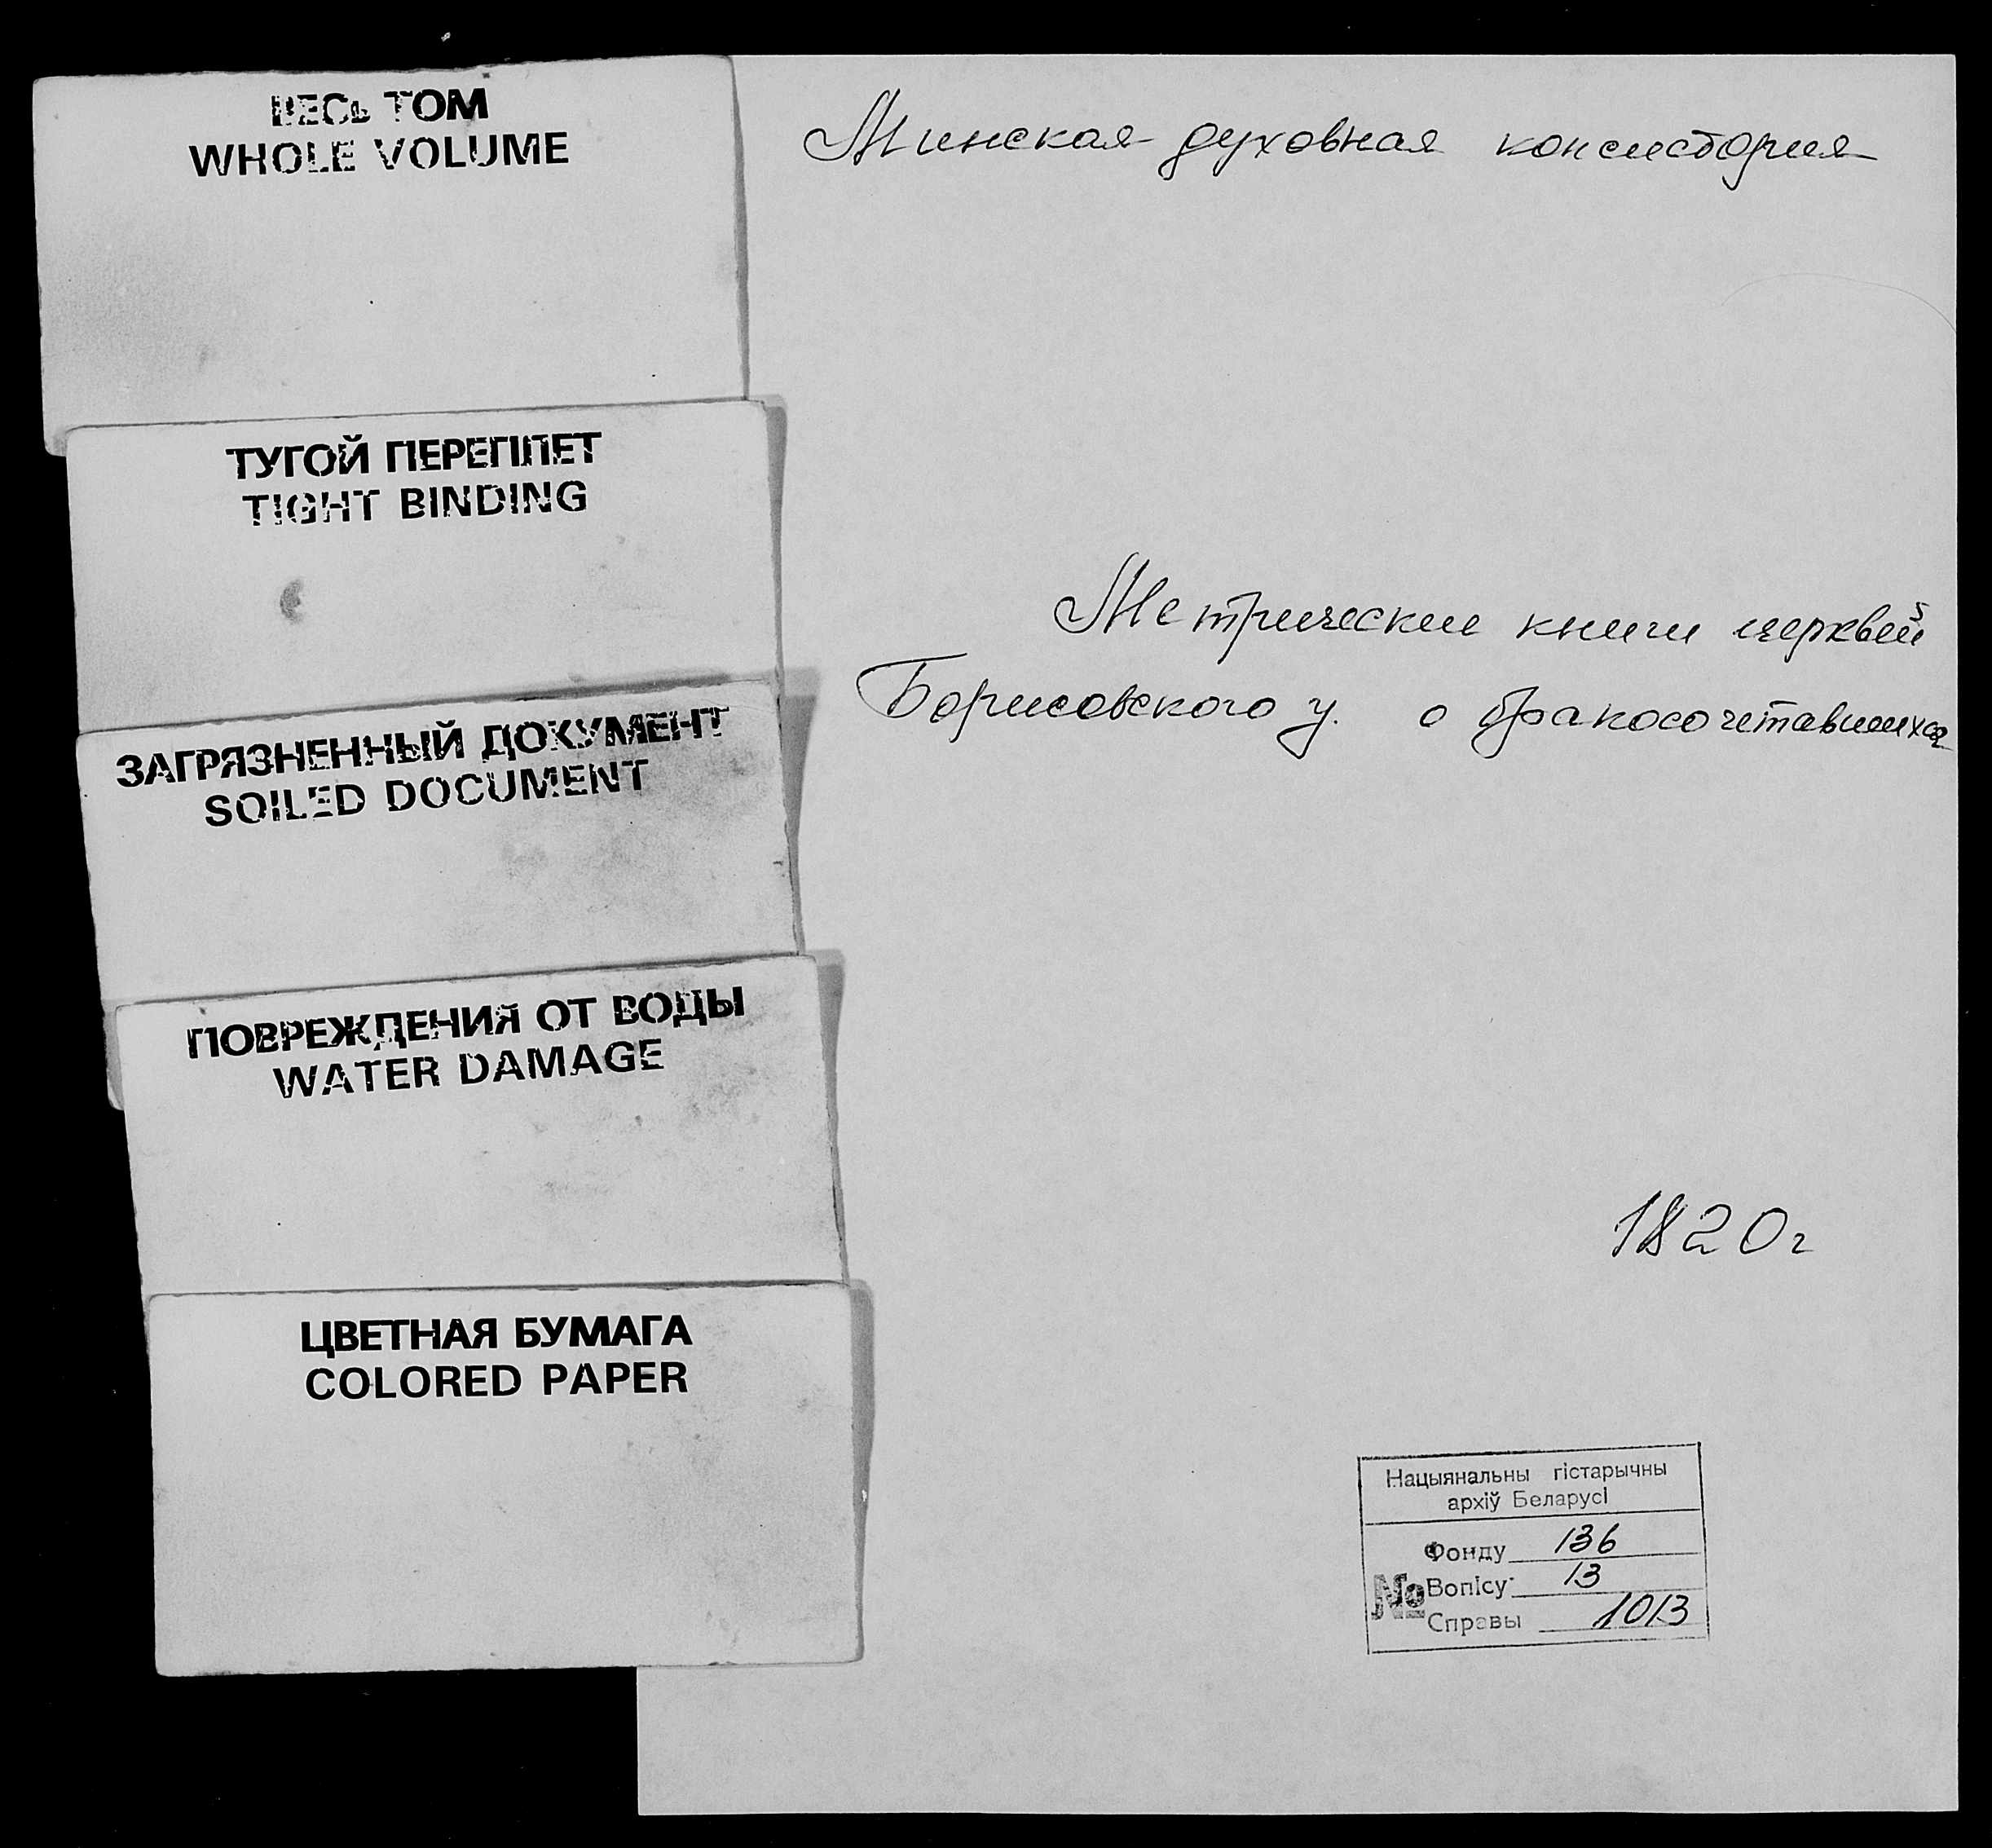 ВЕСЬ ТОМ
WHOLE VOLUME
ТУГОЙ ПЕРЕПЛЕТ
TIGHT BINDING
ЗАГРЯЗНЕННЫЙ ДОКУМЕНТ
SOILED DOCUMENT
ПОВРЕЖДЕНИЯ ОТ ВОДЫ
WATER DAMAGE
ЦВЕТНАЯ БУМАГА
COLORED PAPER
Минская духовная консистория
Метрические книги церквей
Борисовского у. о бракосочетавшихся
1820 г
Нацыянальны гістарычны
архіў Беларусі
Фонду 136
№ Вопісу 13
Справы 1013